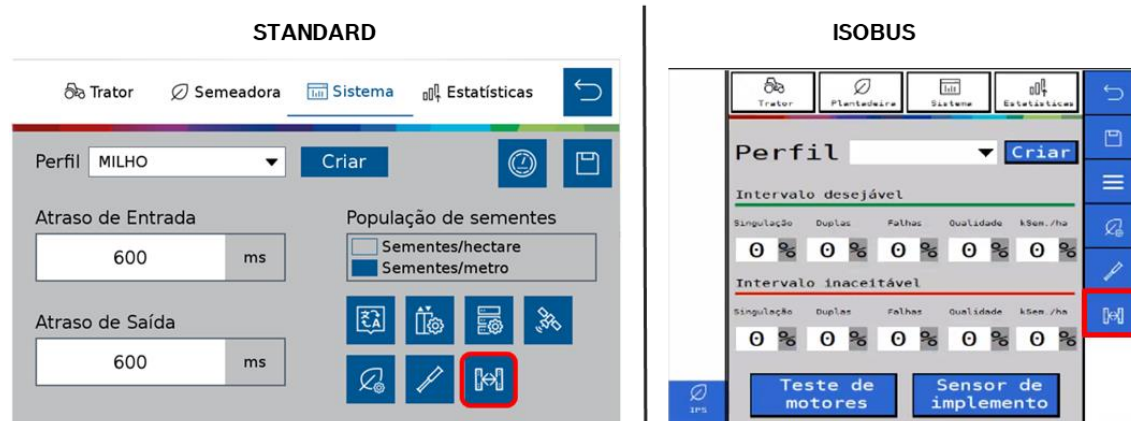 STANDARD
Trator Semeadora Sistema Estatísticas
Perfil MILHO Criar
Atraso de Entrada
600 ms
Atraso de Saída
600 ms
População de sementes
Sementes/hectare
Sementes/metro
ISOBUS
Trator Plantadeira Sistema Estatísticas
Perfil Criar
Intervalo desejável
Singulação Duplas Falhas Qualidade kSem./ha
0 % 0 % 0 % 0 % 0 %
Intervalo inaceitável
Singulação Duplas Falhas Qualidade kSem./ha
0 % 0 % 0 % 0 % 0 %
Teste de
motores
Sensor de
implemento
IPS